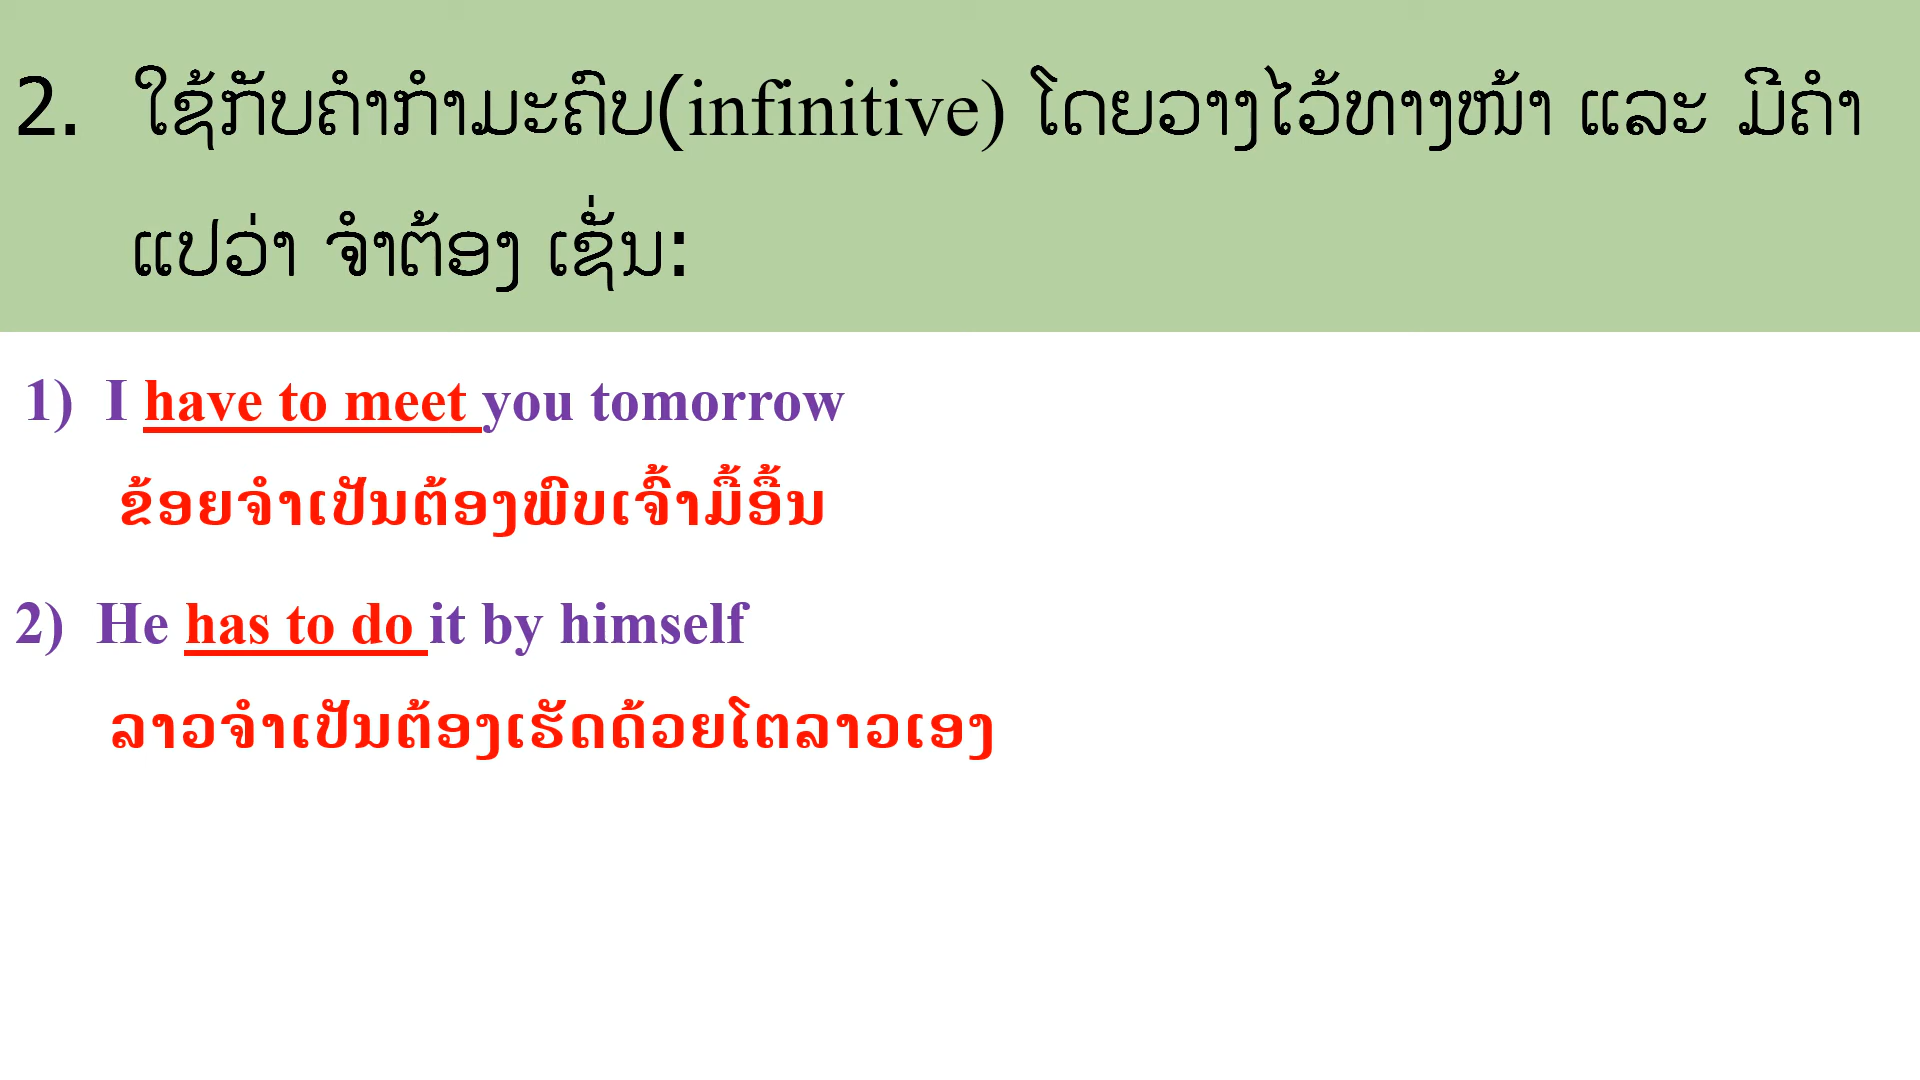 2. ໃຊ້ກັບຄຳກຳມະຄົບ(infinitive) ໂດຍວາງໄວ້ທາງໜ້າ ແລະ ມີຄຳ
ແປວ່າ ຈຳຕ້ອງ ເຊັ່ນ:
1) I have to meet you tomorrow
ຂ້ອຍຈຳເປັນຕ້ອງພົບເຈົ້າມື້ອື້ນ
2) He has to do it by himself
ລາວຈຳເປັນຕ້ອງເຮັດດ້ວຍໂຕລາວເອງ